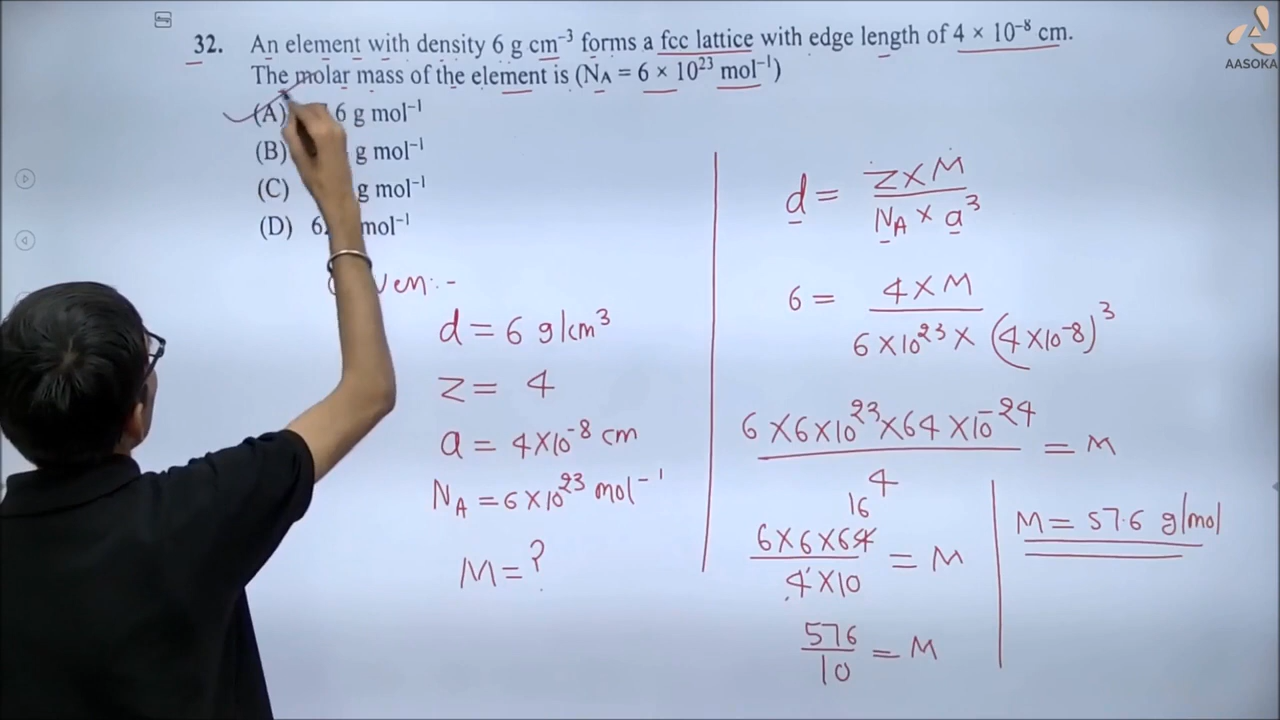 32. An element with density 6 g cm⁻³ forms a fcc lattice with edge length of 4 × 10⁻⁸ cm.
The molar mass of the element is (Nᴀ = 6 × 10²³ mol⁻¹)
(A) 6 g mol⁻¹
(B) g mol⁻¹
(C) g mol⁻¹
(D) mol⁻¹
d = 6 g/cm³
z = 4
a = 4×10⁻⁸ cm
Nᴀ = 6×10²³ mol⁻¹
M = ?
d = Z×M / Nᴀ × a³
6 = 4×M / 6×10²³ × (4×10⁻⁸)³
6×6×10²³×64×10⁻²⁴ / 4 = M
16
6×6×64 / 4×10 = M
576 / 10 = M
M = 57.6 g/mol
AASOKA